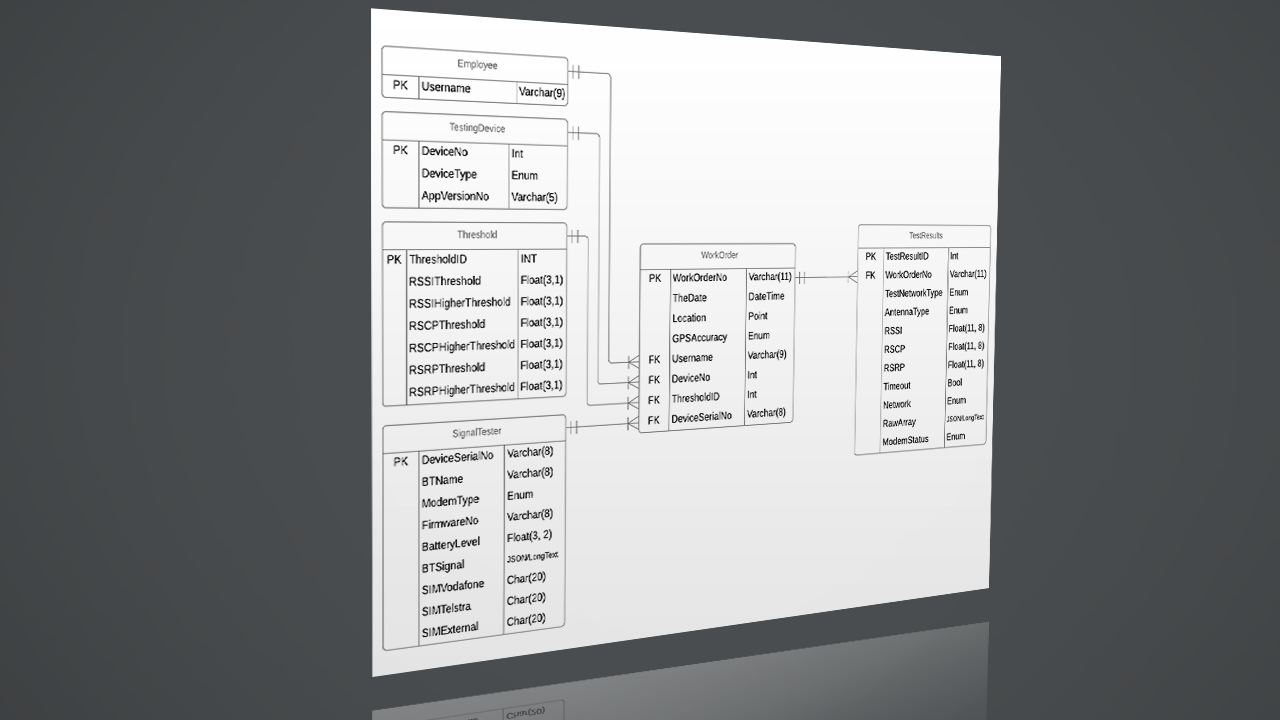 Employee
PK Username Varchar(9)
TestingDevice
PK DeviceNo Int
DeviceType Enum
AppVersionNo Varchar(5)
Threshold
PK ThresholdID INT
RSSIThreshold Float(3,1)
RSSIHigherThreshold Float(3,1)
RSCPThreshold Float(3,1)
RSCPHigherThreshold Float(3,1)
RSRPThreshold Float(3,1)
RSRPHigherThreshold Float(3,1)
SignalTester
PK DeviceSerialNo Varchar(8)
BTName Varchar(8)
ModemType Enum
FirmwareNo Varchar(8)
BatteryLevel Float(3, 2)
BTSignal JSON/LongText
SIMVodafone Char(20)
SIMTelstra Char(20)
SIMExternal Char(20)
WorkOrder
PK WorkOrderNo Varchar(11)
TheDate DateTime
Location Point
GPSAccuracy Enum
FK Username Varchar(9)
FK DeviceNo Int
FK ThresholdID Int
FK DeviceSerialNo Varchar(8)
TestResults
PK TestResultID Int
FK WorkOrderNo Varchar(11)
TestNetworkType Enum
AntennaType Enum
RSSI Float(11, 8)
RSCP Float(11, 8)
RSRP Float(11, 8)
Timeout Bool
Network Enum
RawArray JSON/LongText
ModemStatus Enum